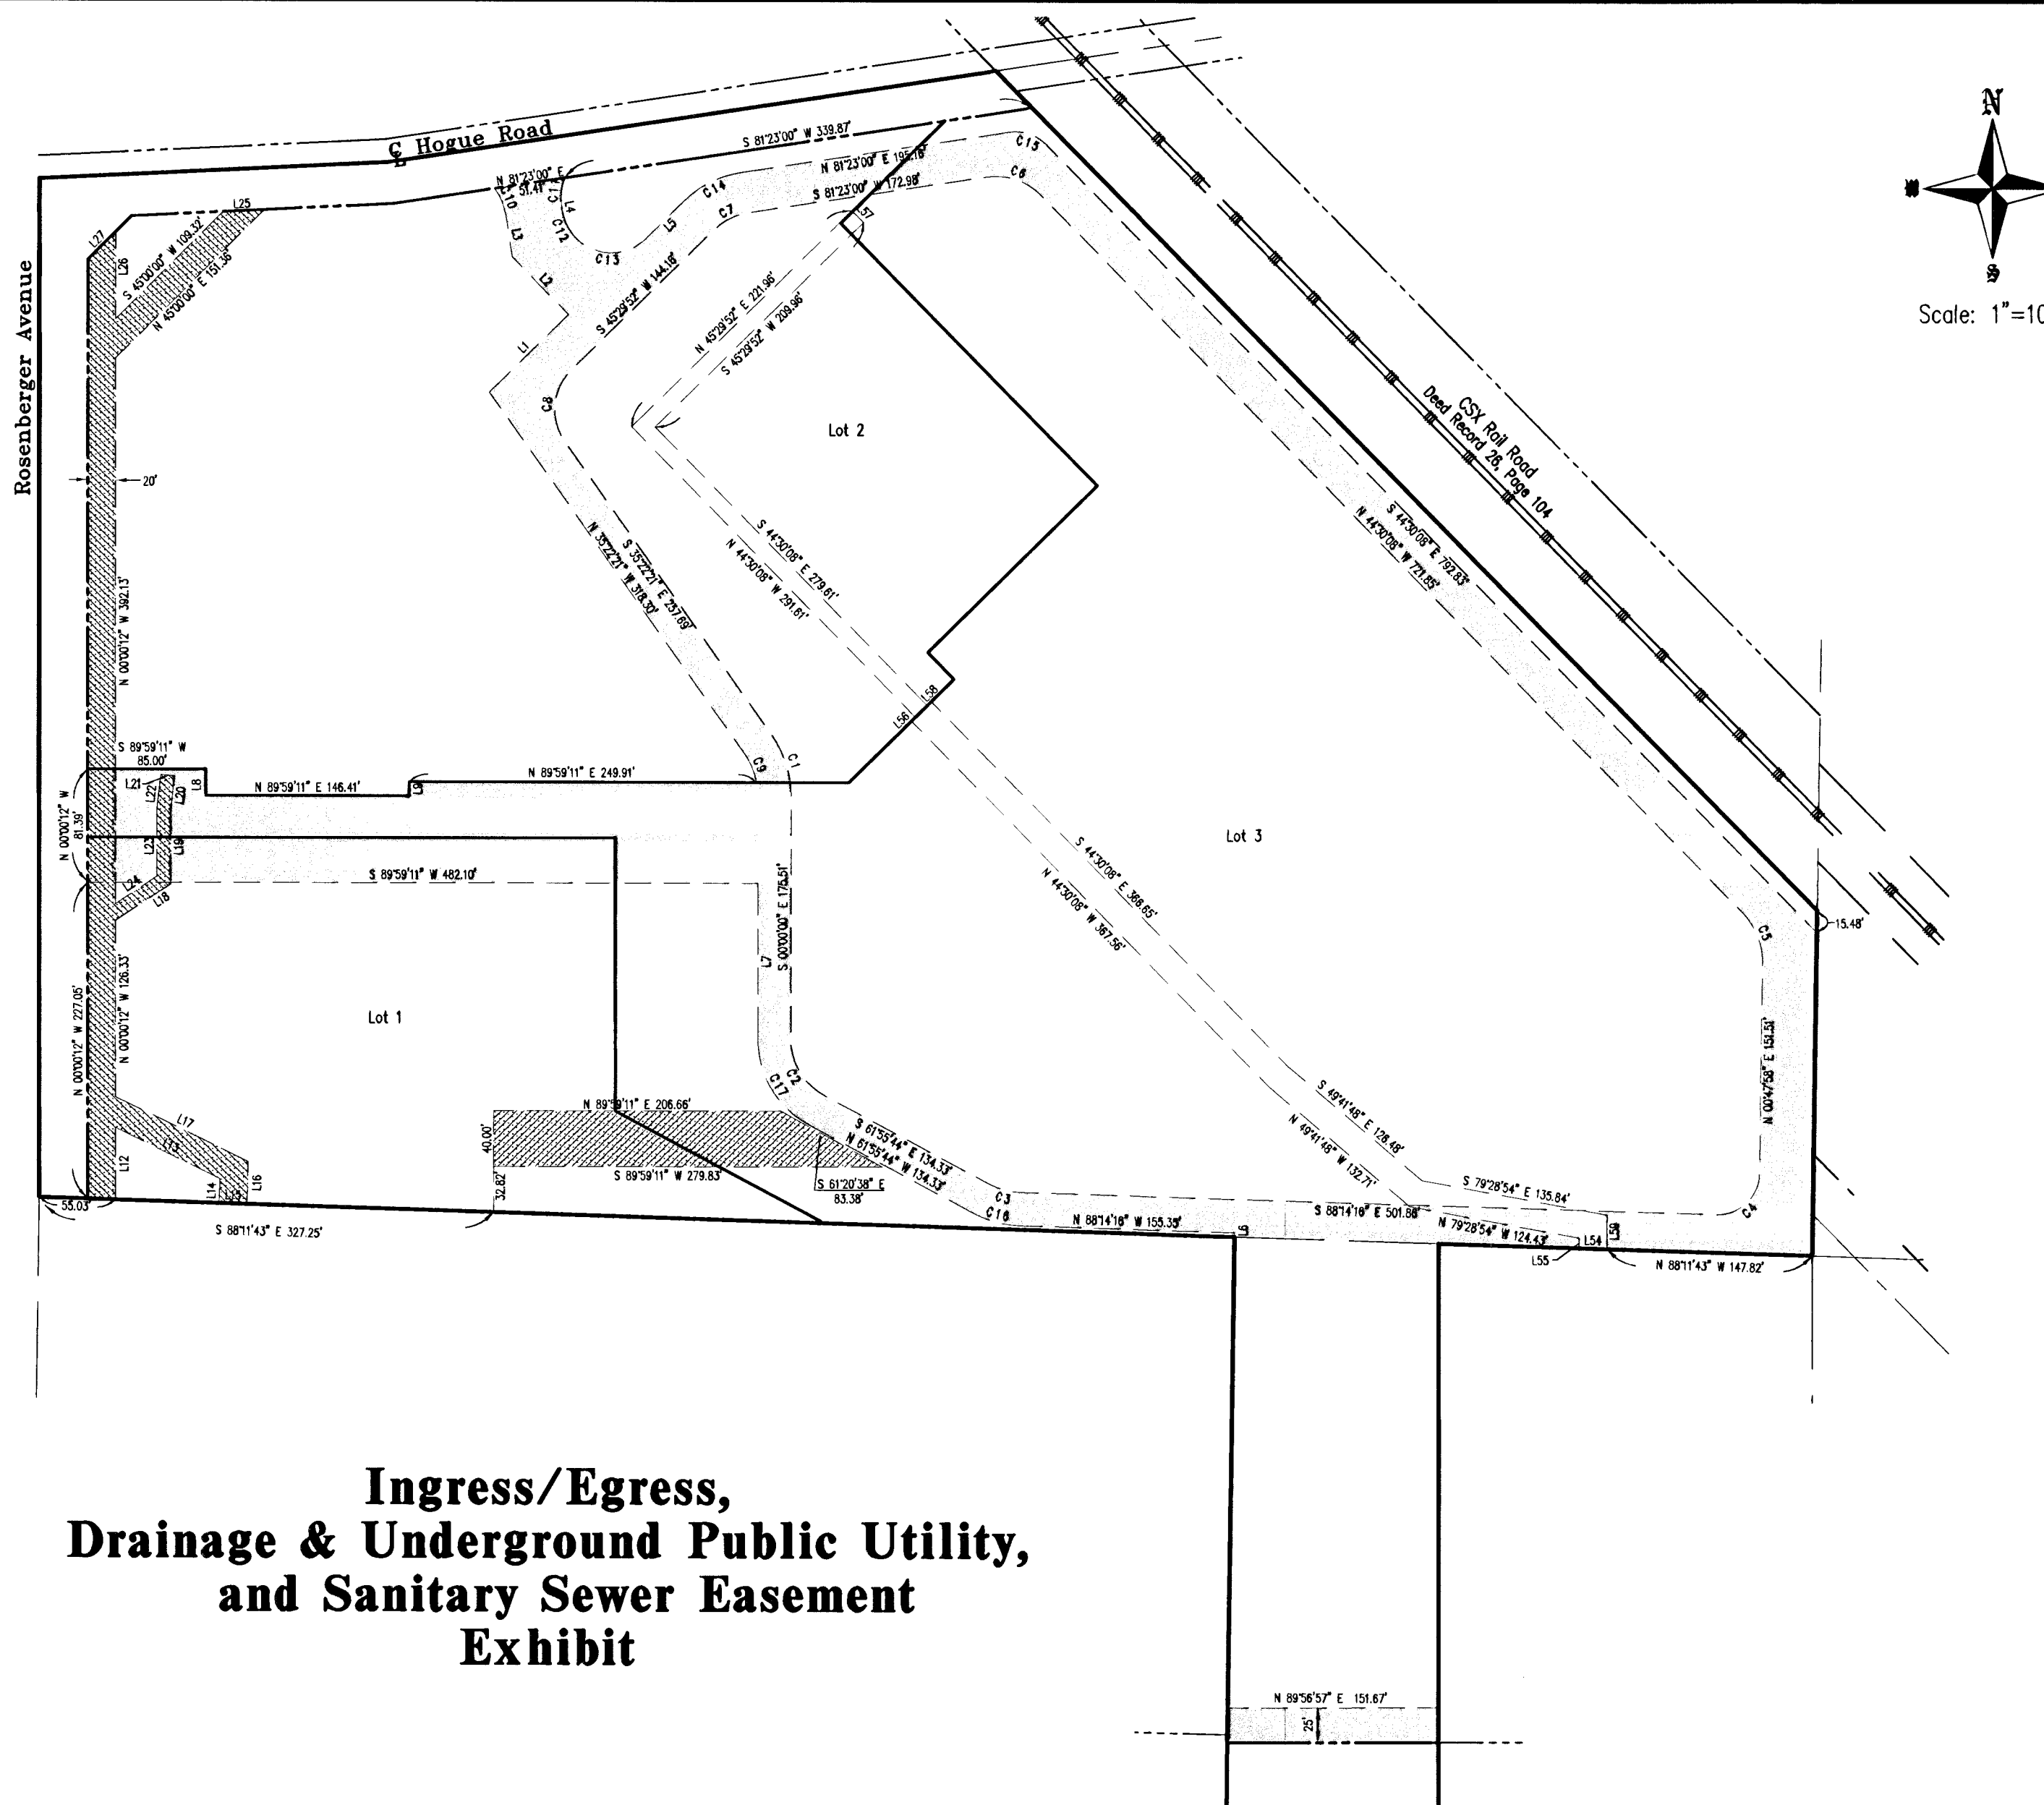 N
S
Scale: 1"=10
℄ Hogue Road
S 81°23'00" W 339.87'
N 81°23'00" E
51.41'
N 81°23'00" E 195.16'
S 81°23'00" W 172.98'
C15
C6
C14
C7
L5
C13
C12
L4
C11
L10
L3
L2
L1
L57
L25
L27
L26
S 45°00'00" W 109.32'
N 45°00'00" E 151.36'
S 45°29'52" W 144.18'
N 45°29'52" E 221.96'
S 45°29'52" W 209.96'
Rosenberger Avenue
C8
Lot 2
CSX Rail Road
Deed Record 26, Page 104
20'
S 44°30'08" E 792.83'
N 44°30'08" W 721.85'
N 35°22'21" W 318.30'
S 35°22'21" E 257.69'
S 44°30'08" E 279.61'
N 44°30'08" W 291.61'
N 00°00'12" W 392.13'
L58
L56
S 89°59'11" W
85.00'
L21
L22
L20
L8
N 89°59'11" E 146.41'
L9
N 89°59'11" E 249.91'
C9
C1
N 00°00'12" W
81.39'
L23
L19
L24
L18
S 89°59'11" W 482.10'
Lot 3
S 44°30'08" E 368.65'
N 44°30'08" W 367.56'
S 00°00'00" E 175.51'
L7
C5
15.48'
N 00°00'12" W 126.33'
N 00°00'12" W 227.05'
Lot 1
N 00°47'58" E 151.51'
C2
C17
L17
L13
N 89°59'11" E 206.66'
40.00'
S 61°55'44" E 134.33'
N 61°55'44" W 134.33'
S 49°41'48" E 126.48'
N 49°41'48" W 132.71'
L12
L14
L16
32.82'
S 89°59'11" W 279.83'
S 61°20'38" E
83.38'
C3
C16
N 88°14'16" W 155.35'
L6
S 88°14'16" E 501.86'
S 79°28'54" E 135.84'
N 79°28'54" W 124.43'
L54
L55
C4
N 88°11'43" W 147.82'
55.03'
S 88°11'43" E 327.25'
Ingress/Egress,
Drainage & Underground Public Utility,
and Sanitary Sewer Easement
Exhibit
N 89°56'57" E 151.67'
25'